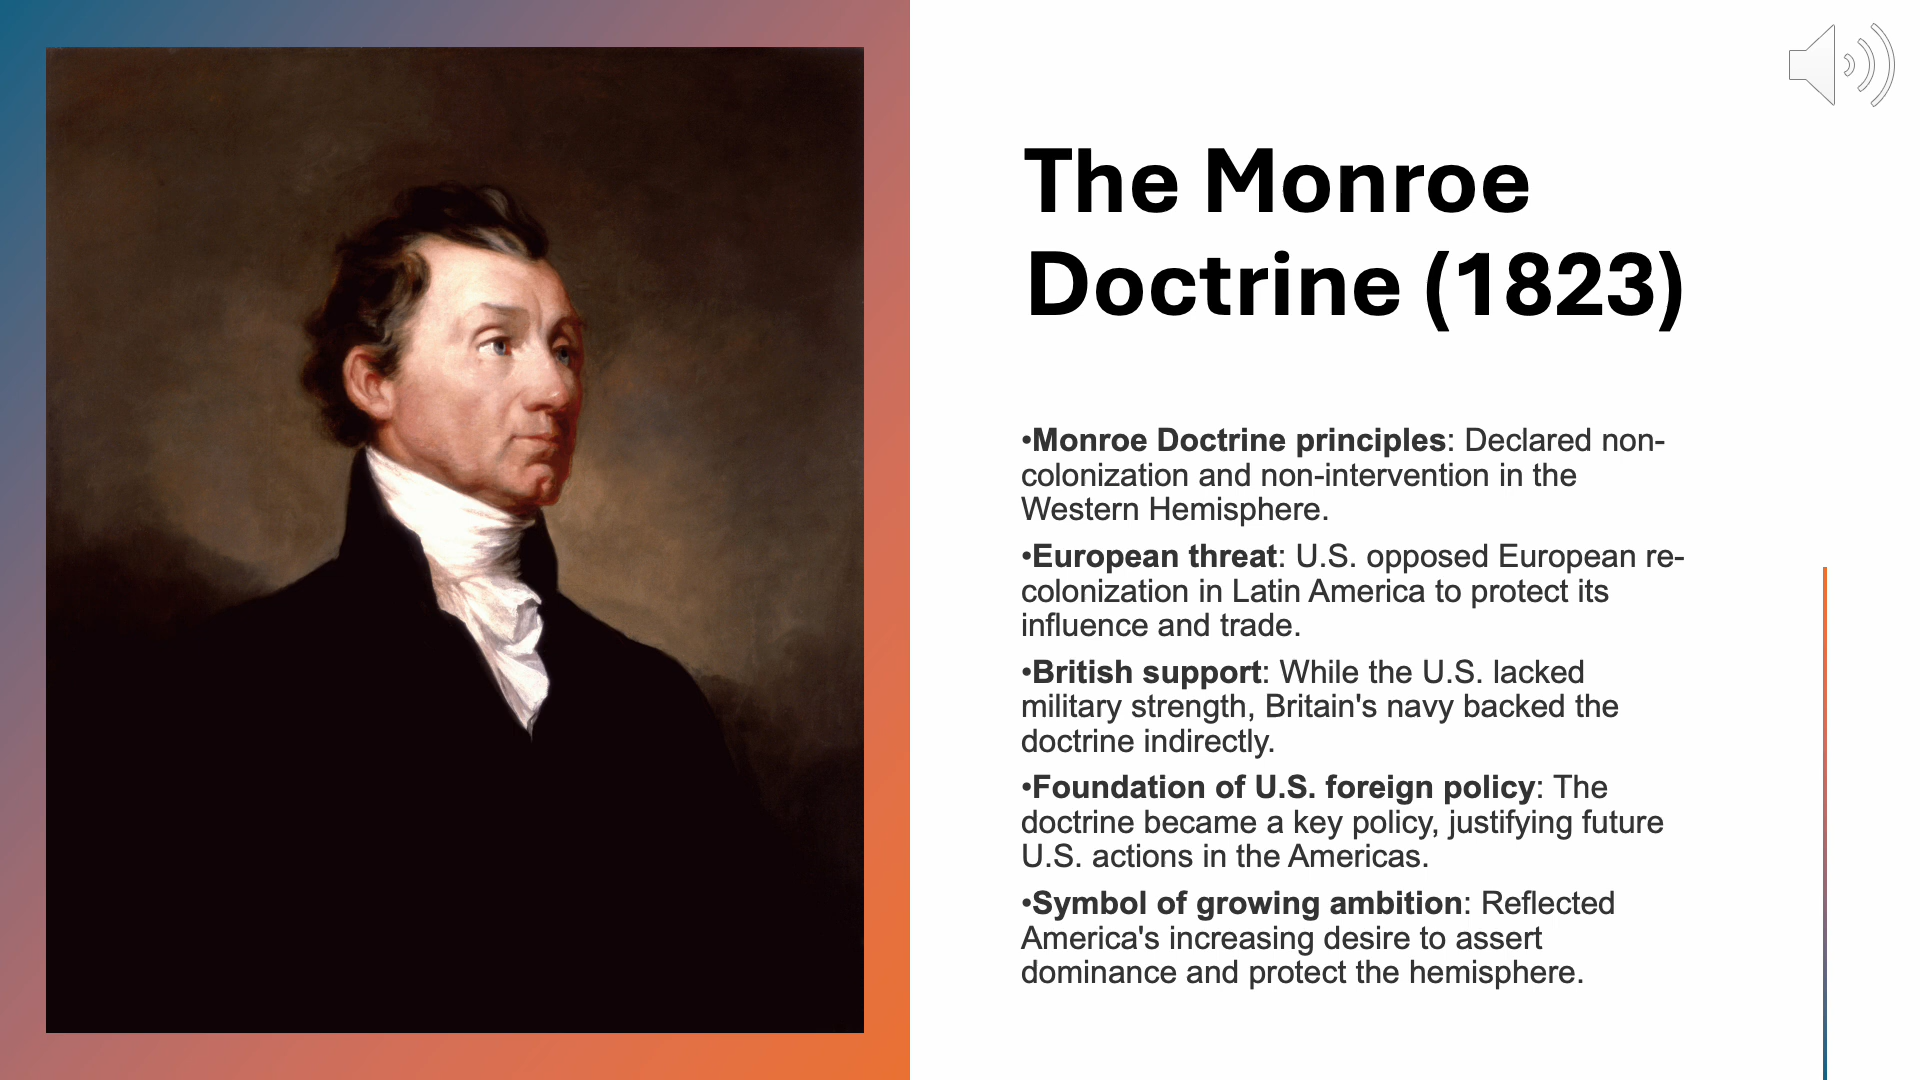 The Monroe
Doctrine (1823)
•Monroe Doctrine principles: Declared non-
colonization and non-intervention in the
Western Hemisphere.
•European threat: U.S. opposed European re-
colonization in Latin America to protect its
influence and trade.
•British support: While the U.S. lacked
military strength, Britain's navy backed the
doctrine indirectly.
•Foundation of U.S. foreign policy: The
doctrine became a key policy, justifying future
U.S. actions in the Americas.
•Symbol of growing ambition: Reflected
America's increasing desire to assert
dominance and protect the hemisphere.